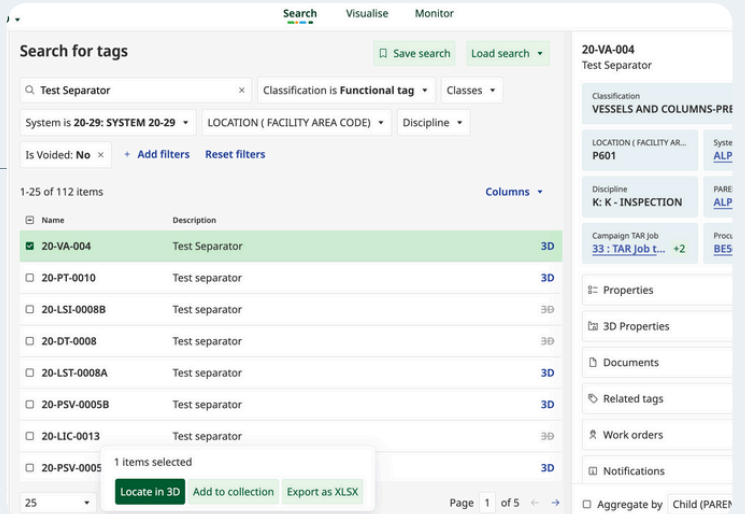 Search Visualise Monitor
Search for tags
Save search
Load search
Test Separator
Classification is Functional tag
Classes
System is 20-29: SYSTEM 20-29
LOCATION ( FACILITY AREA CODE)
Discipline
Is Voided: No
+ Add filters
Reset filters
1-25 of 112 items
Columns
Name Description
20-VA-004 Test Separator 3D
20-PT-0010 Test separator 3D
20-LSI-0008B Test separator 3D
20-DT-0008 Test separator 3D
20-LST-0008A Test separator 3D
20-PSV-0005B Test separator 3D
20-LIC-0013 Test separator 3D
20-PSV-0005 3D
1 items selected
Locate in 3D
Add to collection
Export as XLSX
25
Page 1 of 5
20-VA-004
Test Separator
Classification
VESSELS AND COLUMNS-PRE
LOCATION ( FACILITY AR...
P601
Syste
ALP
Discipline
K: K - INSPECTION
PARE
ALP
Campaign TAR Job
33 : TAR Job t... +2
Procu
BE5
Properties
3D Properties
Documents
Related tags
Work orders
Notifications
Aggregate by Child (PAREN